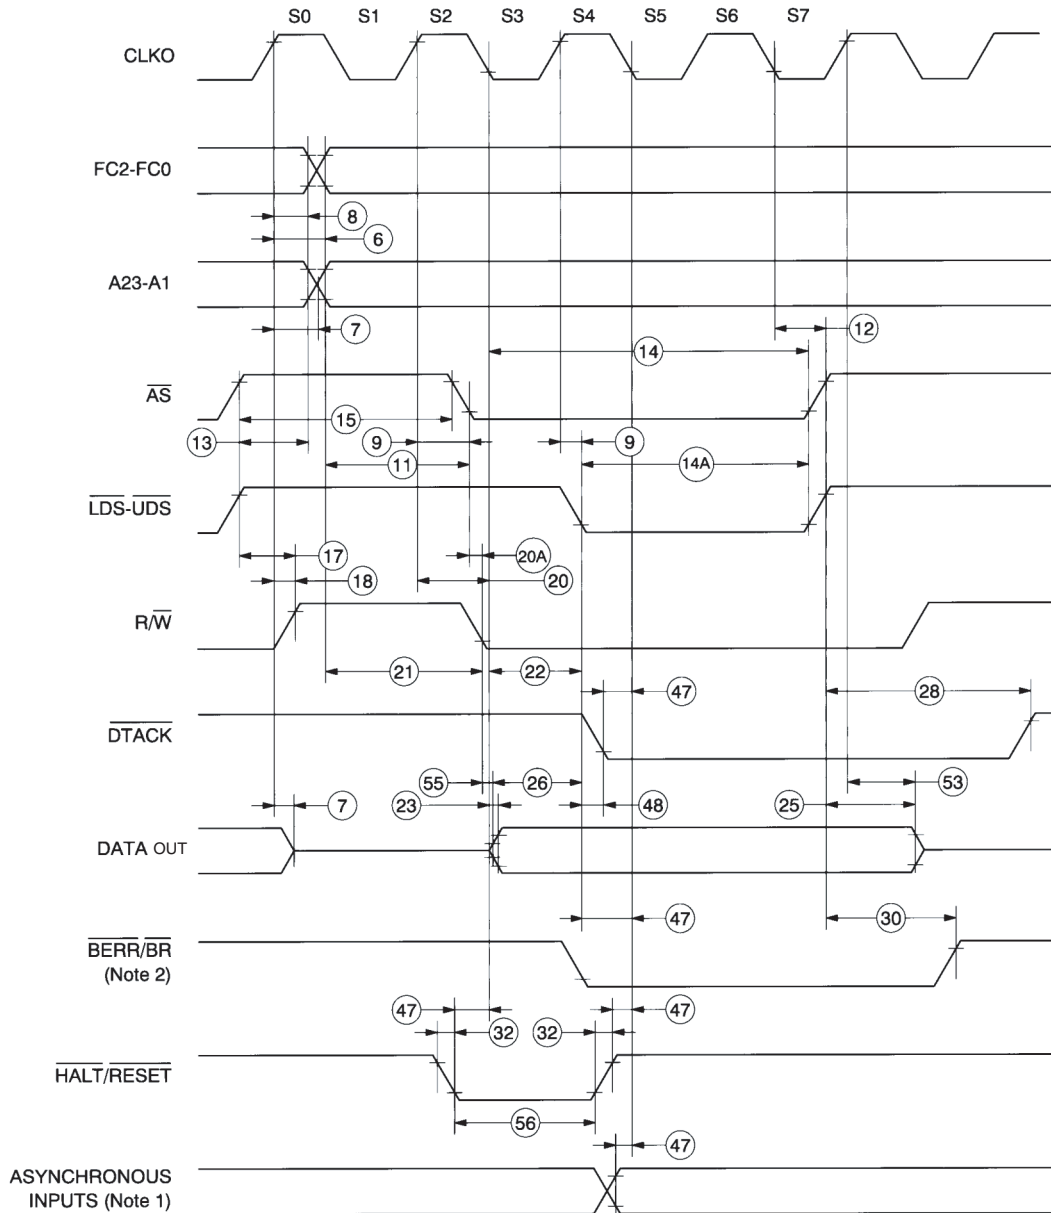 S0 S1 S2 S3 S4 S5 S6 S7
CLKO
FC2-FC0
8
6
A23-A1
7
12
14
AS
15
13
9
9
11
14A
LDS-UDS
17
20A
18
20
R/W
21
22
47
28
DTACK
55
26
53
7
23
48
25
DATA OUT
47
30
BERR/BR
(Note 2)
47
47
32
32
HALT/RESET
56
47
ASYNCHRONOUS
INPUTS (Note 1)